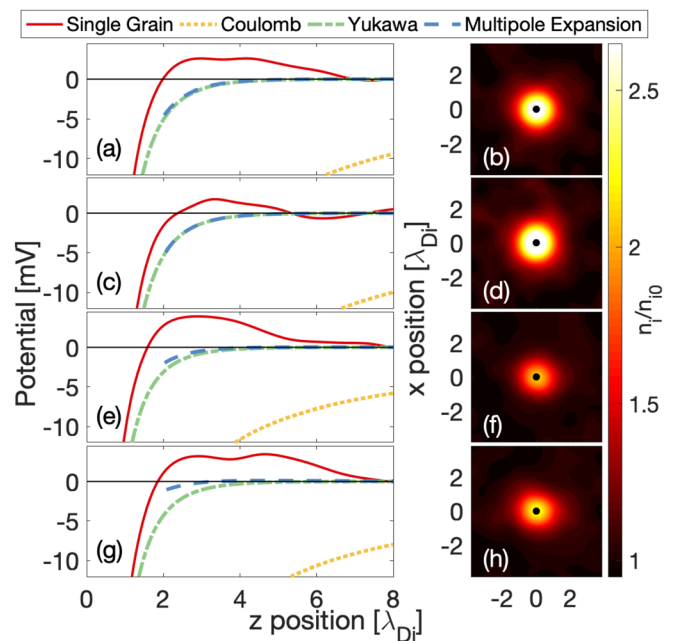 Single Grain Coulomb Yukawa Multipole Expansion
0
-5
-10
(a)
0
-5
-10
(c)
0
-5
-10
(e)
0
-5
-10
(g)
0 2 4 6 8
z position [λDi]
Potential [mV]
2
0
-2
(b)
2
0
-2
(d)
2
0
-2
(f)
2
0
-2
(h)
-2 0 2
x position [λDi]
2.5
2
1.5
1
ni/ni0